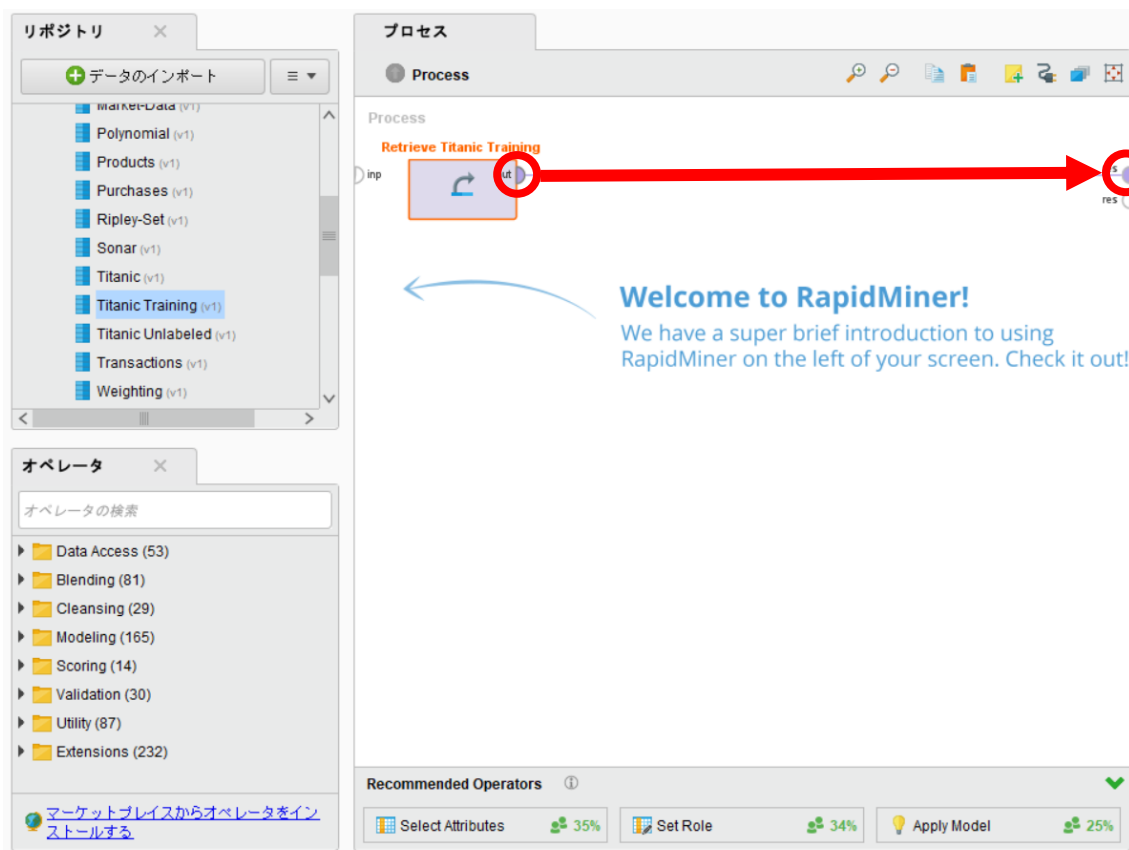 リポジトリ
データのインポート
Market-Data (v1)
Polynomial (v1)
Products (v1)
Purchases (v1)
Ripley-Set (v1)
Sonar (v1)
Titanic (v1)
Titanic Training (v1)
Titanic Unlabeled (v1)
Transactions (v1)
Weighting (v1)
オペレータ
オペレータの検索
Data Access (53)
Blending (81)
Cleansing (29)
Modeling (165)
Scoring (14)
Validation (30)
Utility (87)
Extensions (232)
マーケットプレイスからオペレータをイン
ストールする
プロセス
Process
Process
Retrieve Titanic Training
inp
res
Welcome to RapidMiner!
We have a super brief introduction to using
RapidMiner on the left of your screen. Check it out!
Recommended Operators
Select Attributes 35%
Set Role 34%
Apply Model 25%